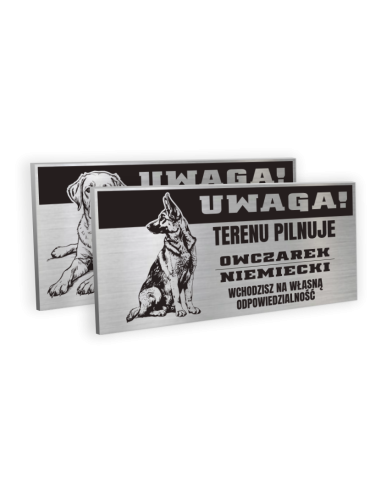 UWAGA!
UWAGA!
TERENU PILNUJE
OWCZAREK
NIEMIECKI
WCHODZISZ NA WŁASNĄ
ODPOWIEDZIALNOŚĆ